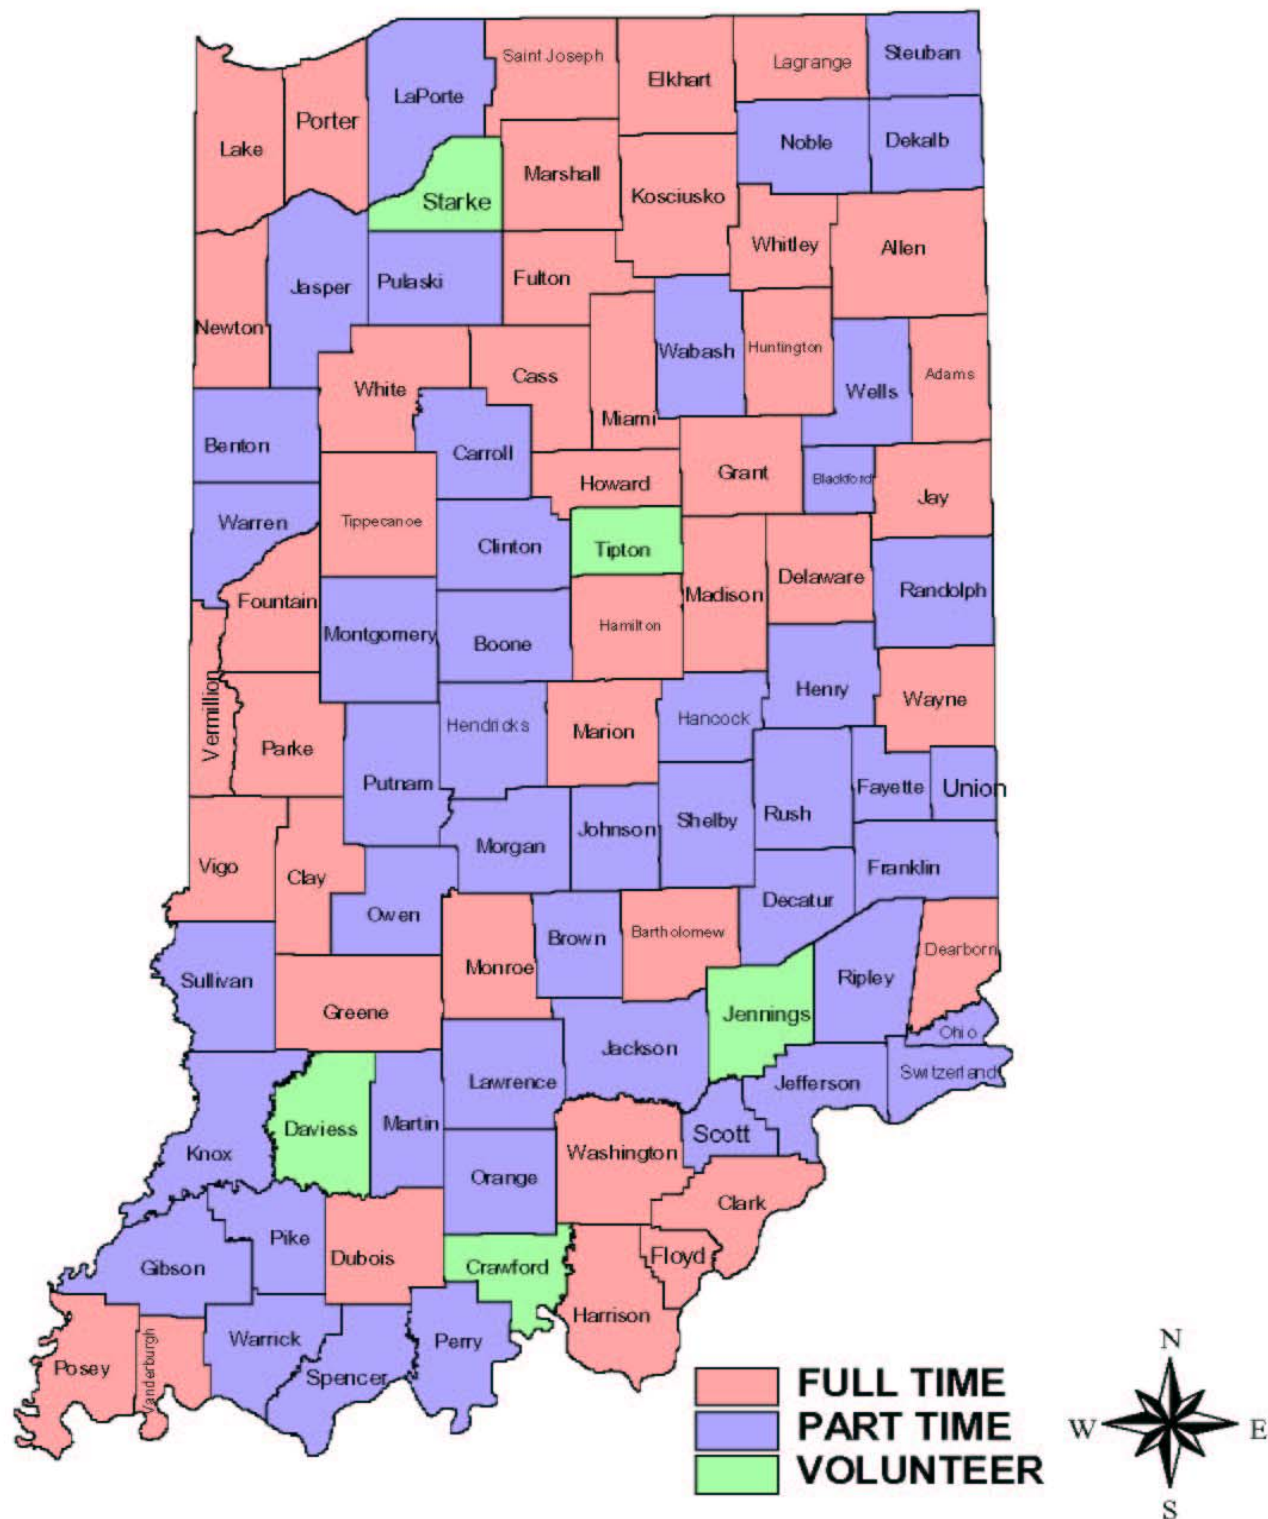 Saint Joseph
Elkhart
Lagrange
Steuban
LaPorte
Porter
Lake
Noble
Dekalb
Marshall
Kosciusko
Starke
Whitley
Allen
Jasper
Pulaski
Fulton
Newton
Wabash
Huntington
Wells
Adams
White
Cass
Miami
Benton
Carroll
Howard
Grant
Blackford
Jay
Warren
Tippecanoe
Clinton
Tipton
Madison
Delaware
Randolph
Fountain
Montgomery
Boone
Hamilton
Henry
Wayne
Vermillion
Parke
Hendricks
Marion
Hancock
Putnam
Rush
Fayette
Union
Morgan
Johnson
Shelby
Vigo
Clay
Franklin
Owen
Decatur
Brown
Bartholomew
Dearborn
Sullivan
Monroe
Ripley
Greene
Jennings
Ohio
Jackson
Lawrence
Jefferson
Switzerland
Knox
Daviess
Martin
Scott
Washington
Orange
Clark
Pike
Dubois
Gibson
Crawford
Floyd
Harrison
Posey
Vanderburgh
Warrick
Spencer
Perry
FULL TIME
PART TIME
VOLUNTEER
N
W
E
S